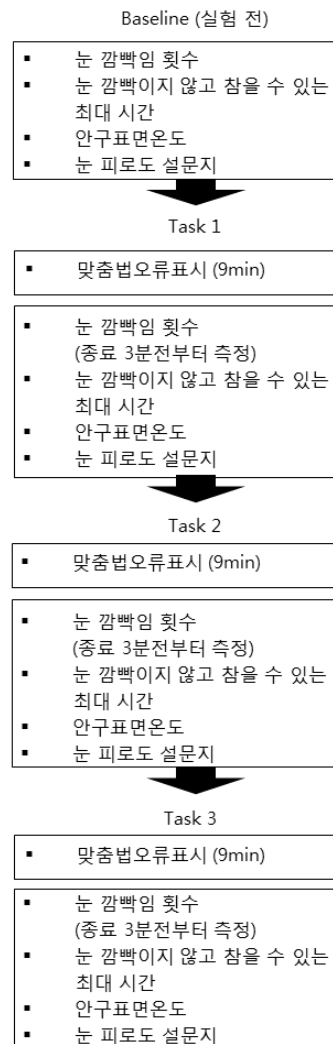 Baseline (실험 전)
▪ 눈 깜빡임 횟수
▪ 눈 깜빡이지 않고 참을 수 있는
최대 시간
▪ 안구표면온도
▪ 눈 피로도 설문지
Task 1
▪ 맞춤법오류표시 (9min)
▪ 눈 깜빡임 횟수
(종료 3분전부터 측정)
▪ 눈 깜빡이지 않고 참을 수 있는
최대 시간
▪ 안구표면온도
▪ 눈 피로도 설문지
Task 2
▪ 맞춤법오류표시 (9min)
▪ 눈 깜빡임 횟수
(종료 3분전부터 측정)
▪ 눈 깜빡이지 않고 참을 수 있는
최대 시간
▪ 안구표면온도
▪ 눈 피로도 설문지
Task 3
▪ 맞춤법오류표시 (9min)
▪ 눈 깜빡임 횟수
(종료 3분전부터 측정)
▪ 눈 깜빡이지 않고 참을 수 있는
최대 시간
▪ 안구표면온도
▪ 눈 피로도 설문지